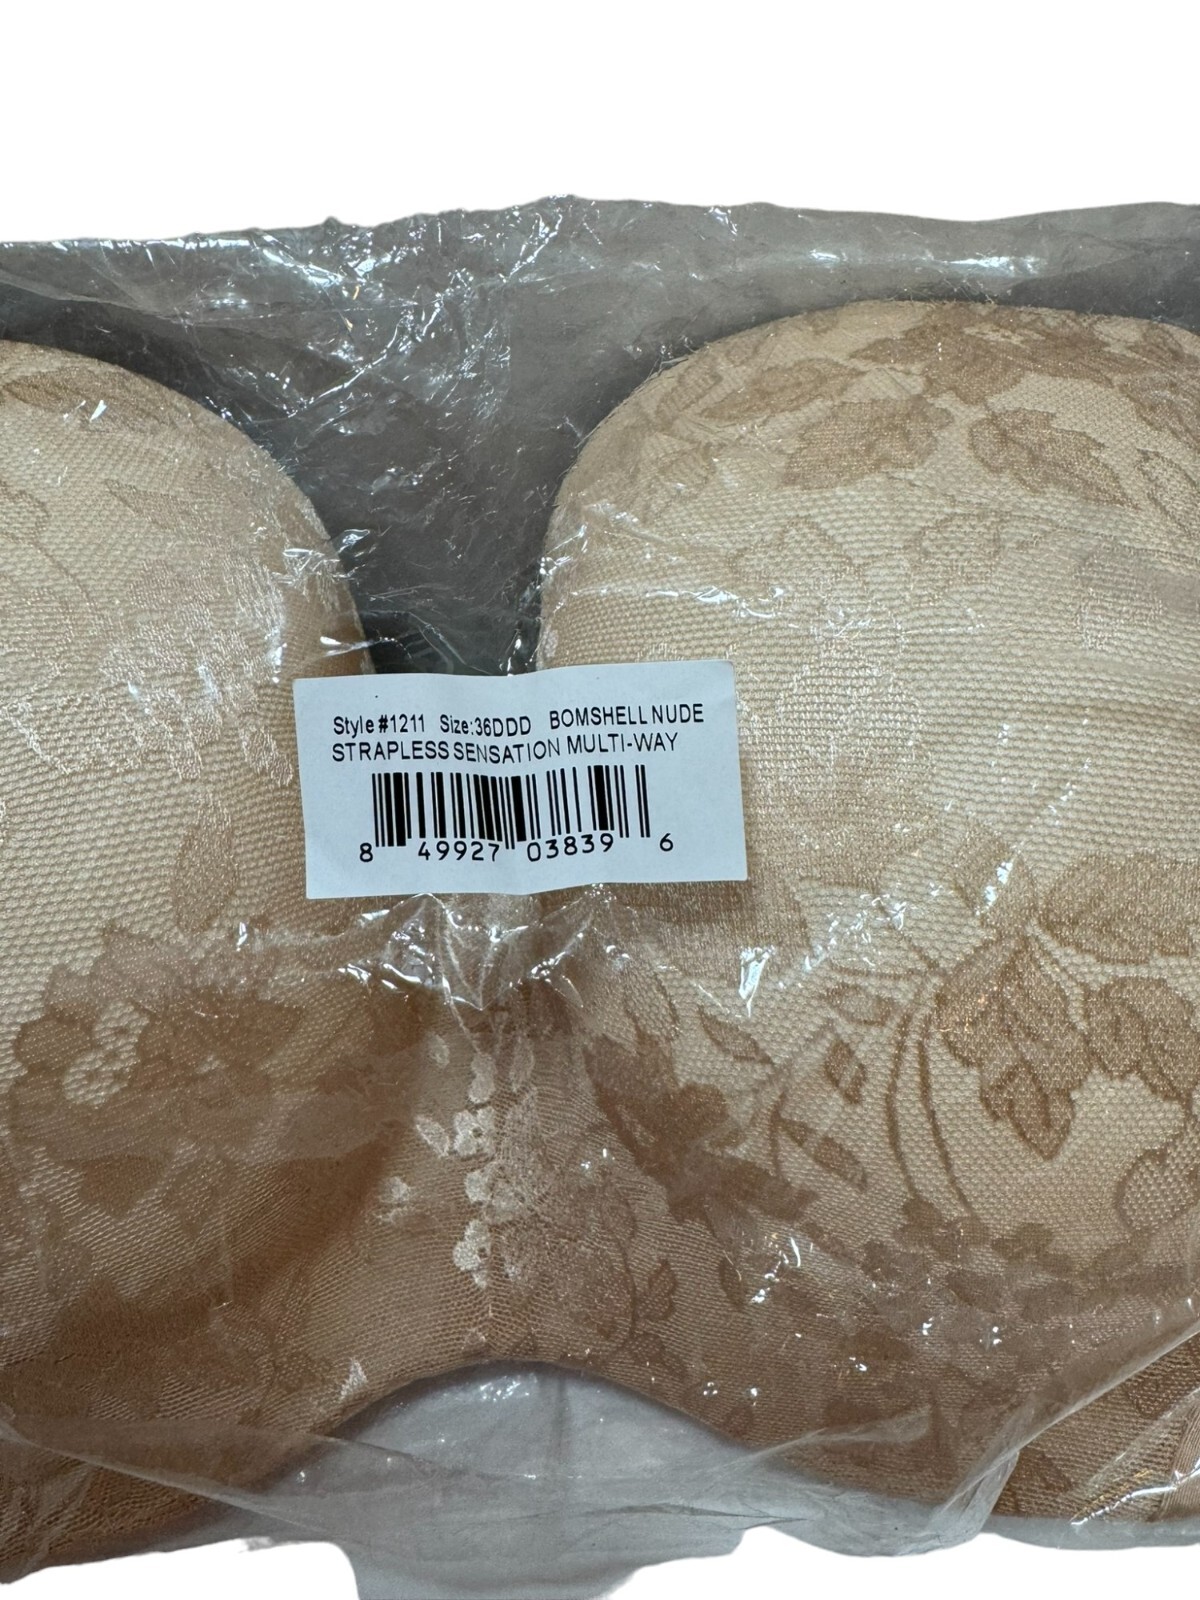 Style #1211 Size:36DDD BOMSHELL NUDE
STRAPLESS SENSATION MULTI-WAY
8 49927 03839 6